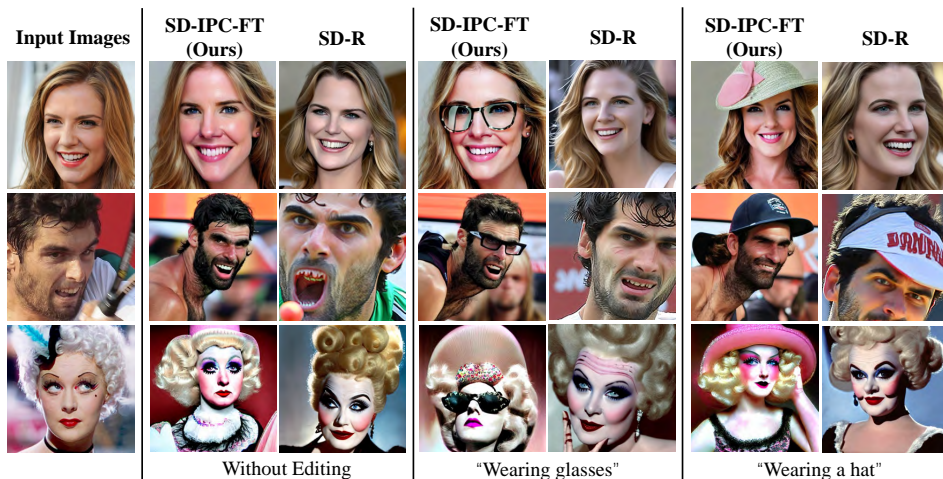 Input Images
SD-IPC-FT
(Ours)
SD-R
SD-IPC-FT
(Ours)
SD-R
SD-IPC-FT
(Ours)
SD-R
Without Editing
"Wearing glasses"
"Wearing a hat"